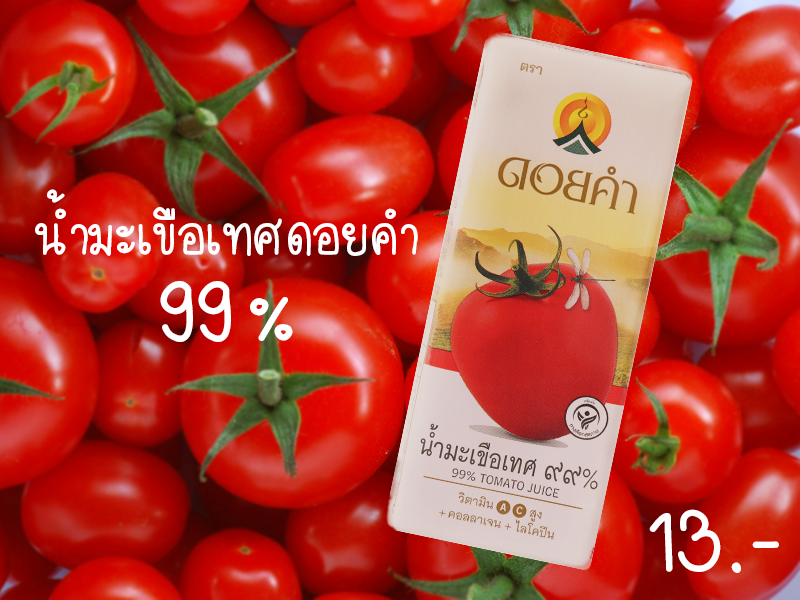 น้ำมะเขือเทศดอยคำ
99 %
ตรา
ดอยคำ
น้ำมะเขือเทศ ๙๙%
99% TOMATO JUICE
วิตามิน A C สูง
+ คอลลาเจน + ไลโคปีน
13.-